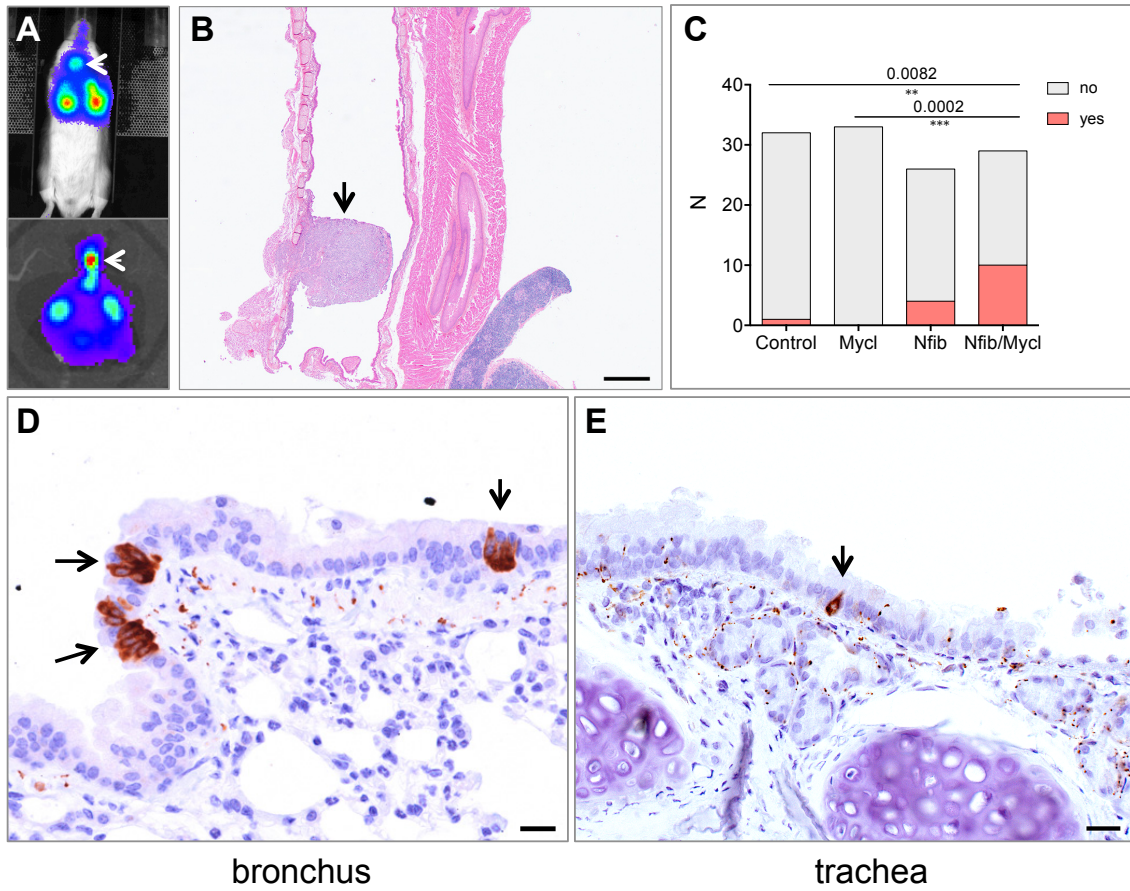 A
B
C
0.0082
**
0.0002
***
no
yes
40
30
20
10
0
N
Control Mycl Nfib Nfib/Mycl
D
E
bronchus
trachea